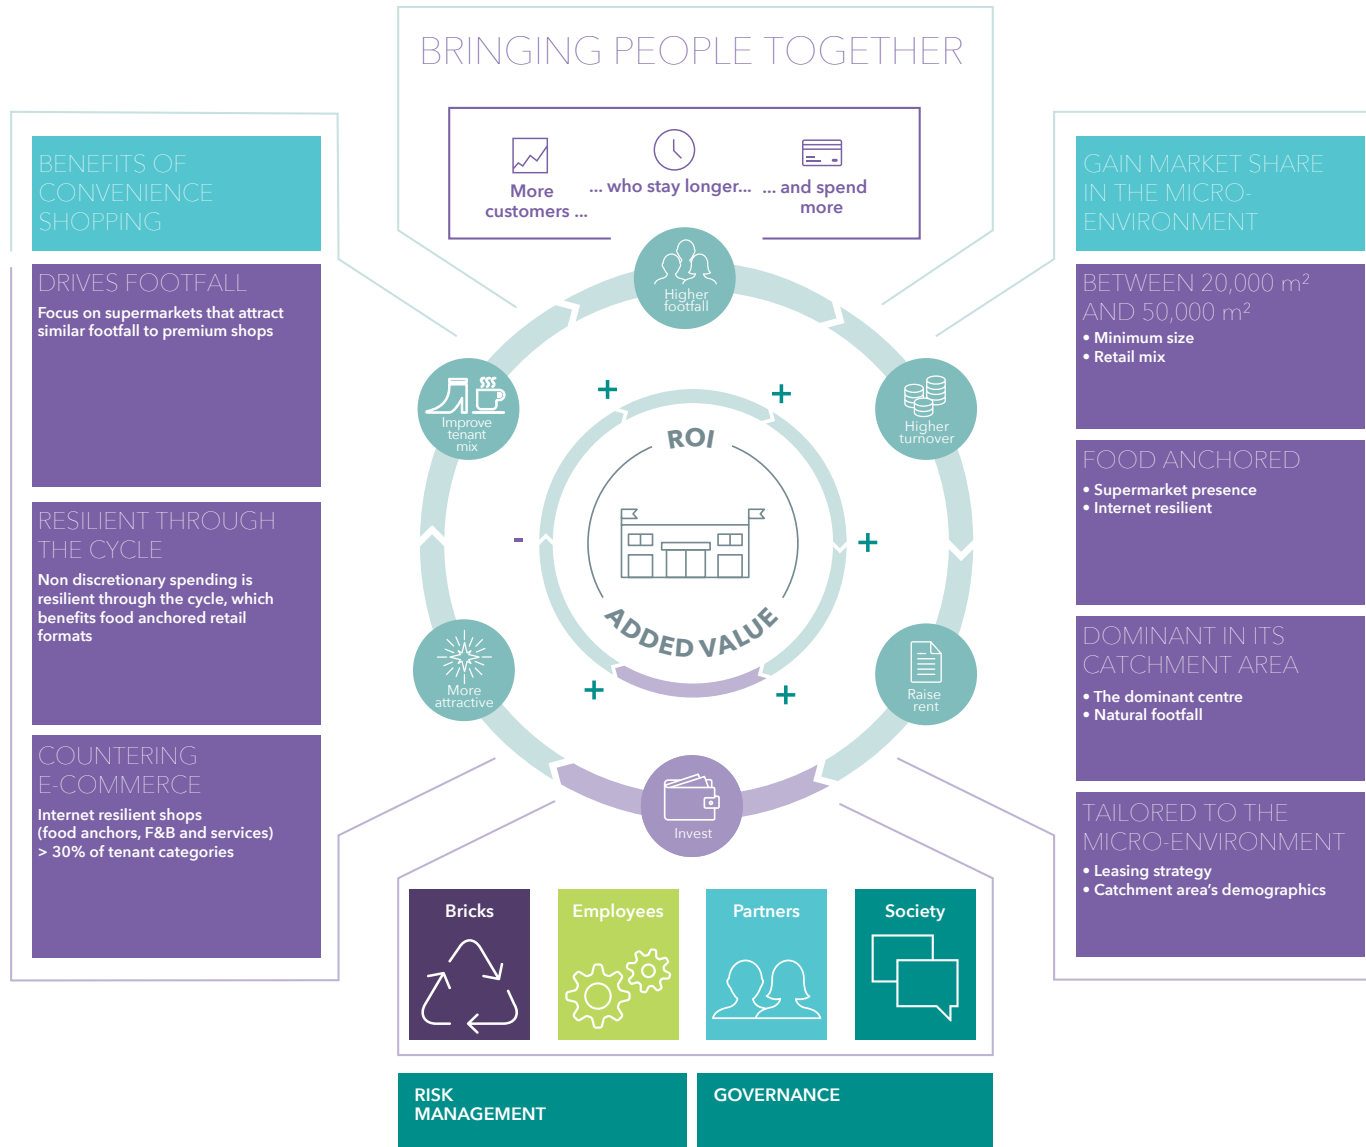 BRINGING PEOPLE TOGETHER
More
customers ...
... who stay longer...
... and spend
more
BENEFITS OF
CONVENIENCE
SHOPPING
DRIVES FOOTFALL
Focus on supermarkets that attract
similar footfall to premium shops
RESILIENT THROUGH
THE CYCLE
Non discretionary spending is
resilient through the cycle, which
benefits food anchored retail
formats
COUNTERING
E-COMMERCE
Internet resilient shops
(food anchors, F&B and services)
> 30% of tenant categories
Higher
footfall
Higher
turnover
Raise
rent
Invest
More
attractive
Improve
tenant
mix
+
+
-
+
+
+
ROI
ADDED VALUE
GAIN MARKET SHARE
IN THE MICRO-
ENVIRONMENT
BETWEEN 20,000 m²
AND 50,000 m²
• Minimum size
• Retail mix
FOOD ANCHORED
• Supermarket presence
• Internet resilient
DOMINANT IN ITS
CATCHMENT AREA
• The dominant centre
• Natural footfall
TAILORED TO THE
MICRO-ENVIRONMENT
• Leasing strategy
• Catchment area's demographics
Bricks
Employees
Partners
Society
RISK
MANAGEMENT
GOVERNANCE